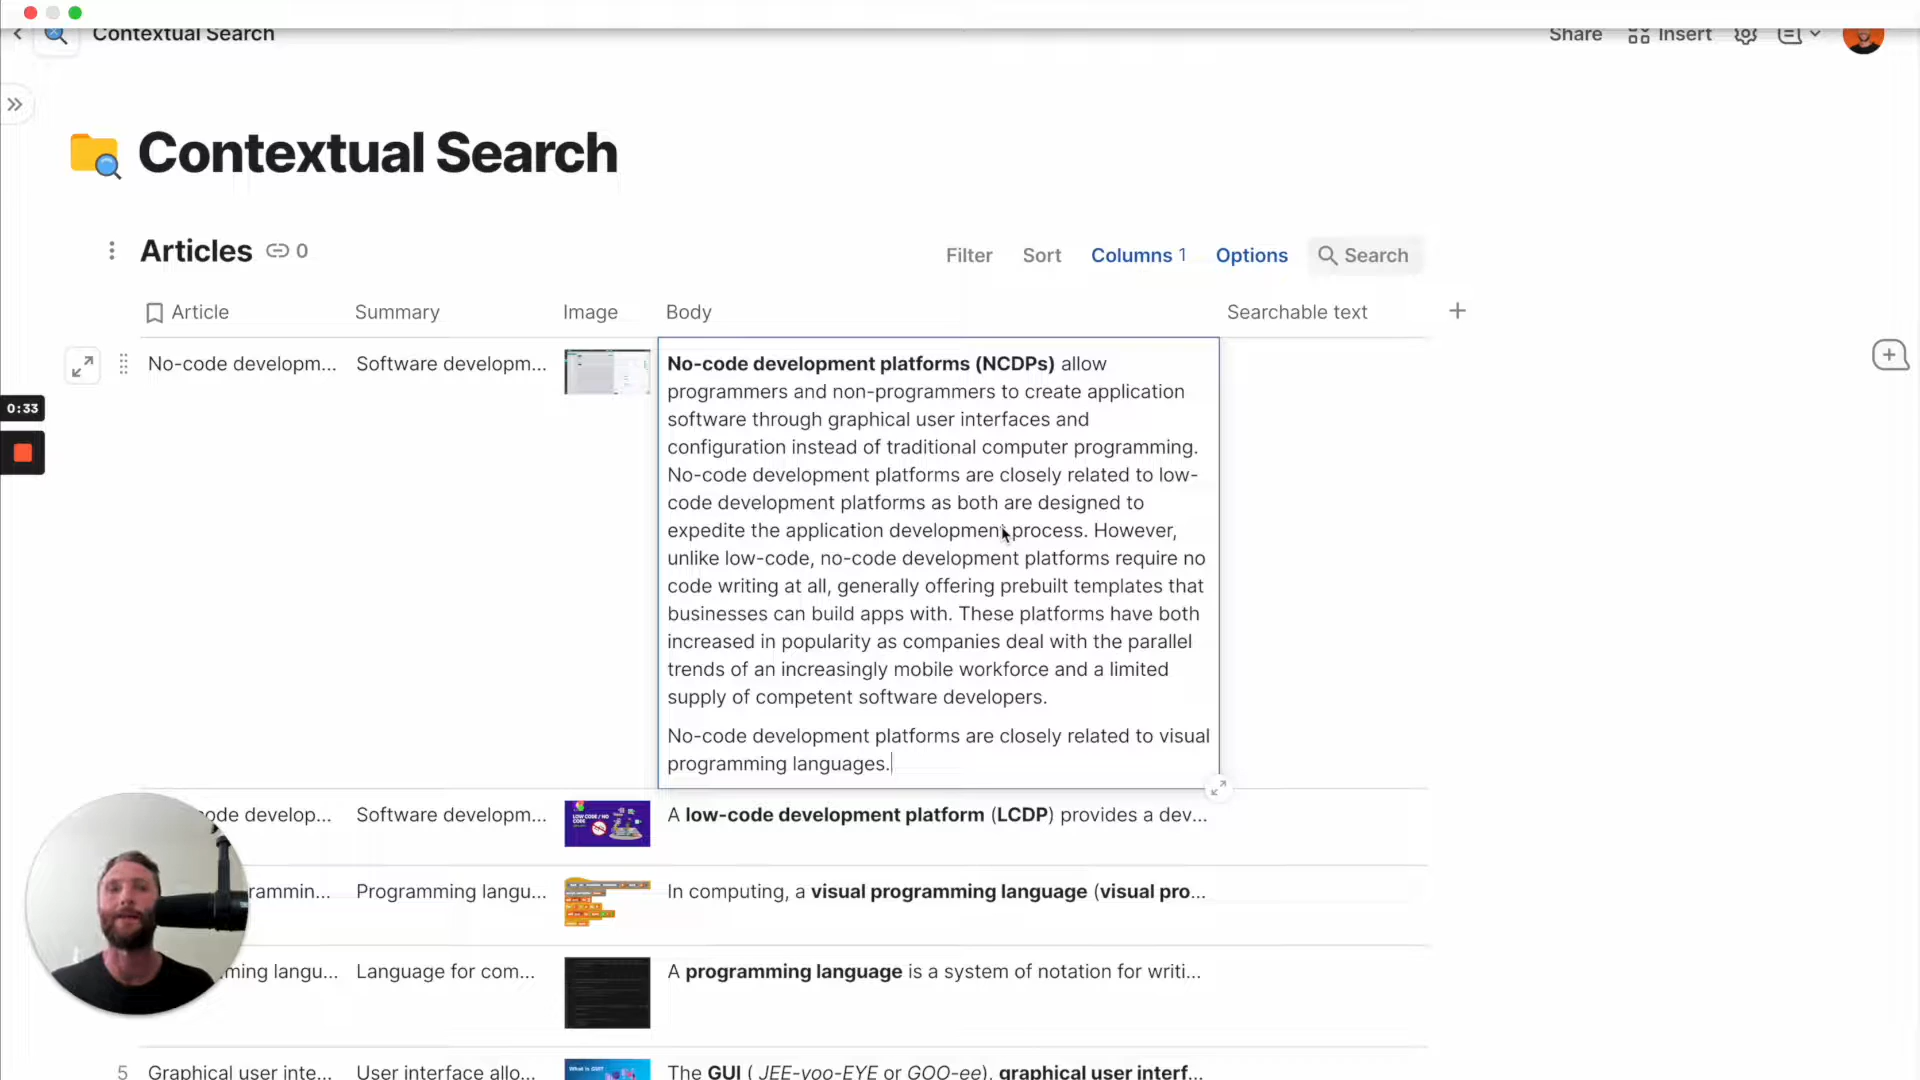 Contextual Search
Share
Insert
Contextual Search
Articles 0
Filter
Sort
Columns 1
Options
Search
Article
Summary
Image
Body
Searchable text
No-code developm...
Software developm...
No-code development platforms (NCDPs) allow
programmers and non-programmers to create application
software through graphical user interfaces and
configuration instead of traditional computer programming.
No-code development platforms are closely related to low-
code development platforms as both are designed to
expedite the application development process. However,
unlike low-code, no-code development platforms require no
code writing at all, generally offering prebuilt templates that
businesses can build apps with. These platforms have both
increased in popularity as companies deal with the parallel
trends of an increasingly mobile workforce and a limited
supply of competent software developers.
No-code development platforms are closely related to visual
programming languages.
0:33
ode develop...
Software developm...
LOW CODE / NO
CODE
A low-code development platform (LCDP) provides a dev...
rammin...
Programming langu...
In computing, a visual programming language (visual pro...
ming langu...
Language for com...
A programming language is a system of notation for writi...
5
Graphical user inte...
User interface allo...
What is GUI?
The GUI ( JEE-yoo-EYE or GOO-ee), graphical user interf...